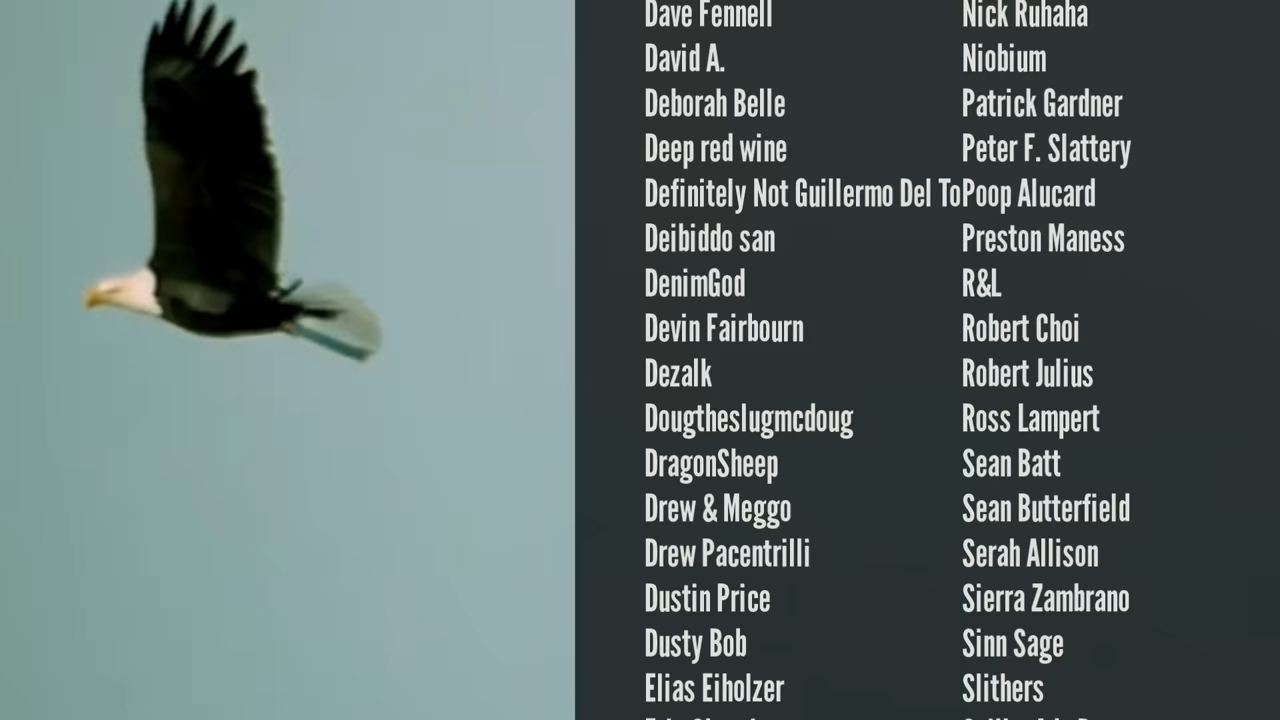 Dave Fennell
David A.
Deborah Belle
Deep red wine
Definitely Not Guillermo Del To
Deibiddo san
DenimGod
Devin Fairbourn
Dezalk
Dougtheslugmcdoug
DragonSheep
Drew & Meggo
Drew Pacentrilli
Dustin Price
Dusty Bob
Elias Eiholzer
Nick Ruhaha
Niobium
Patrick Gardner
Peter F. Slattery
Poop Alucard
Preston Maness
R&L
Robert Choi
Robert Julius
Ross Lampert
Sean Batt
Sean Butterfield
Serah Allison
Sierra Zambrano
Sinn Sage
Slithers